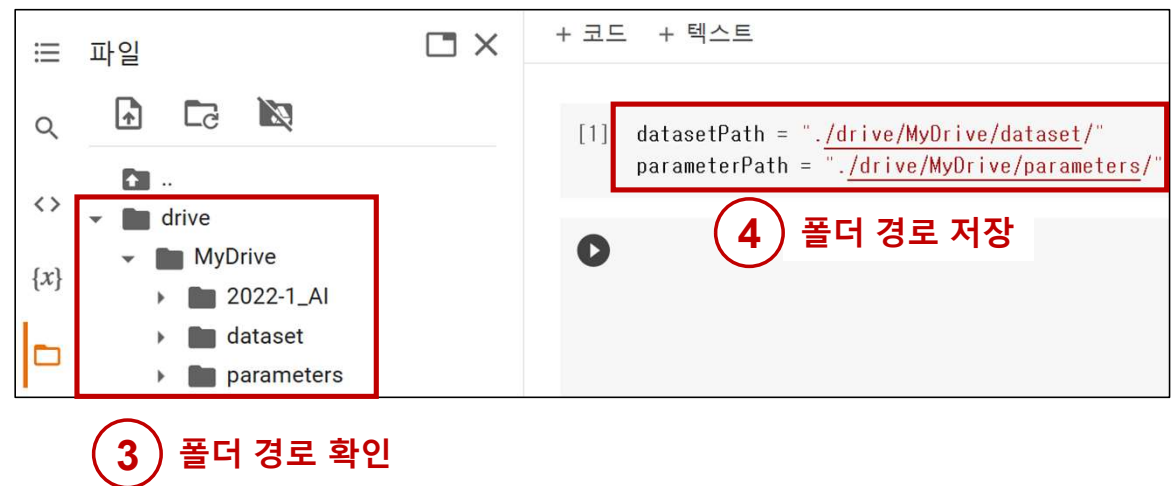 파일
+ 코드 + 텍스트
..
drive
MyDrive
2022-1_AI
dataset
parameters
{x}
<>
[1] datasetPath = "./drive/MyDrive/dataset/"
parameterPath = "./drive/MyDrive/parameters/"
4 폴더 경로 저장
3 폴더 경로 확인